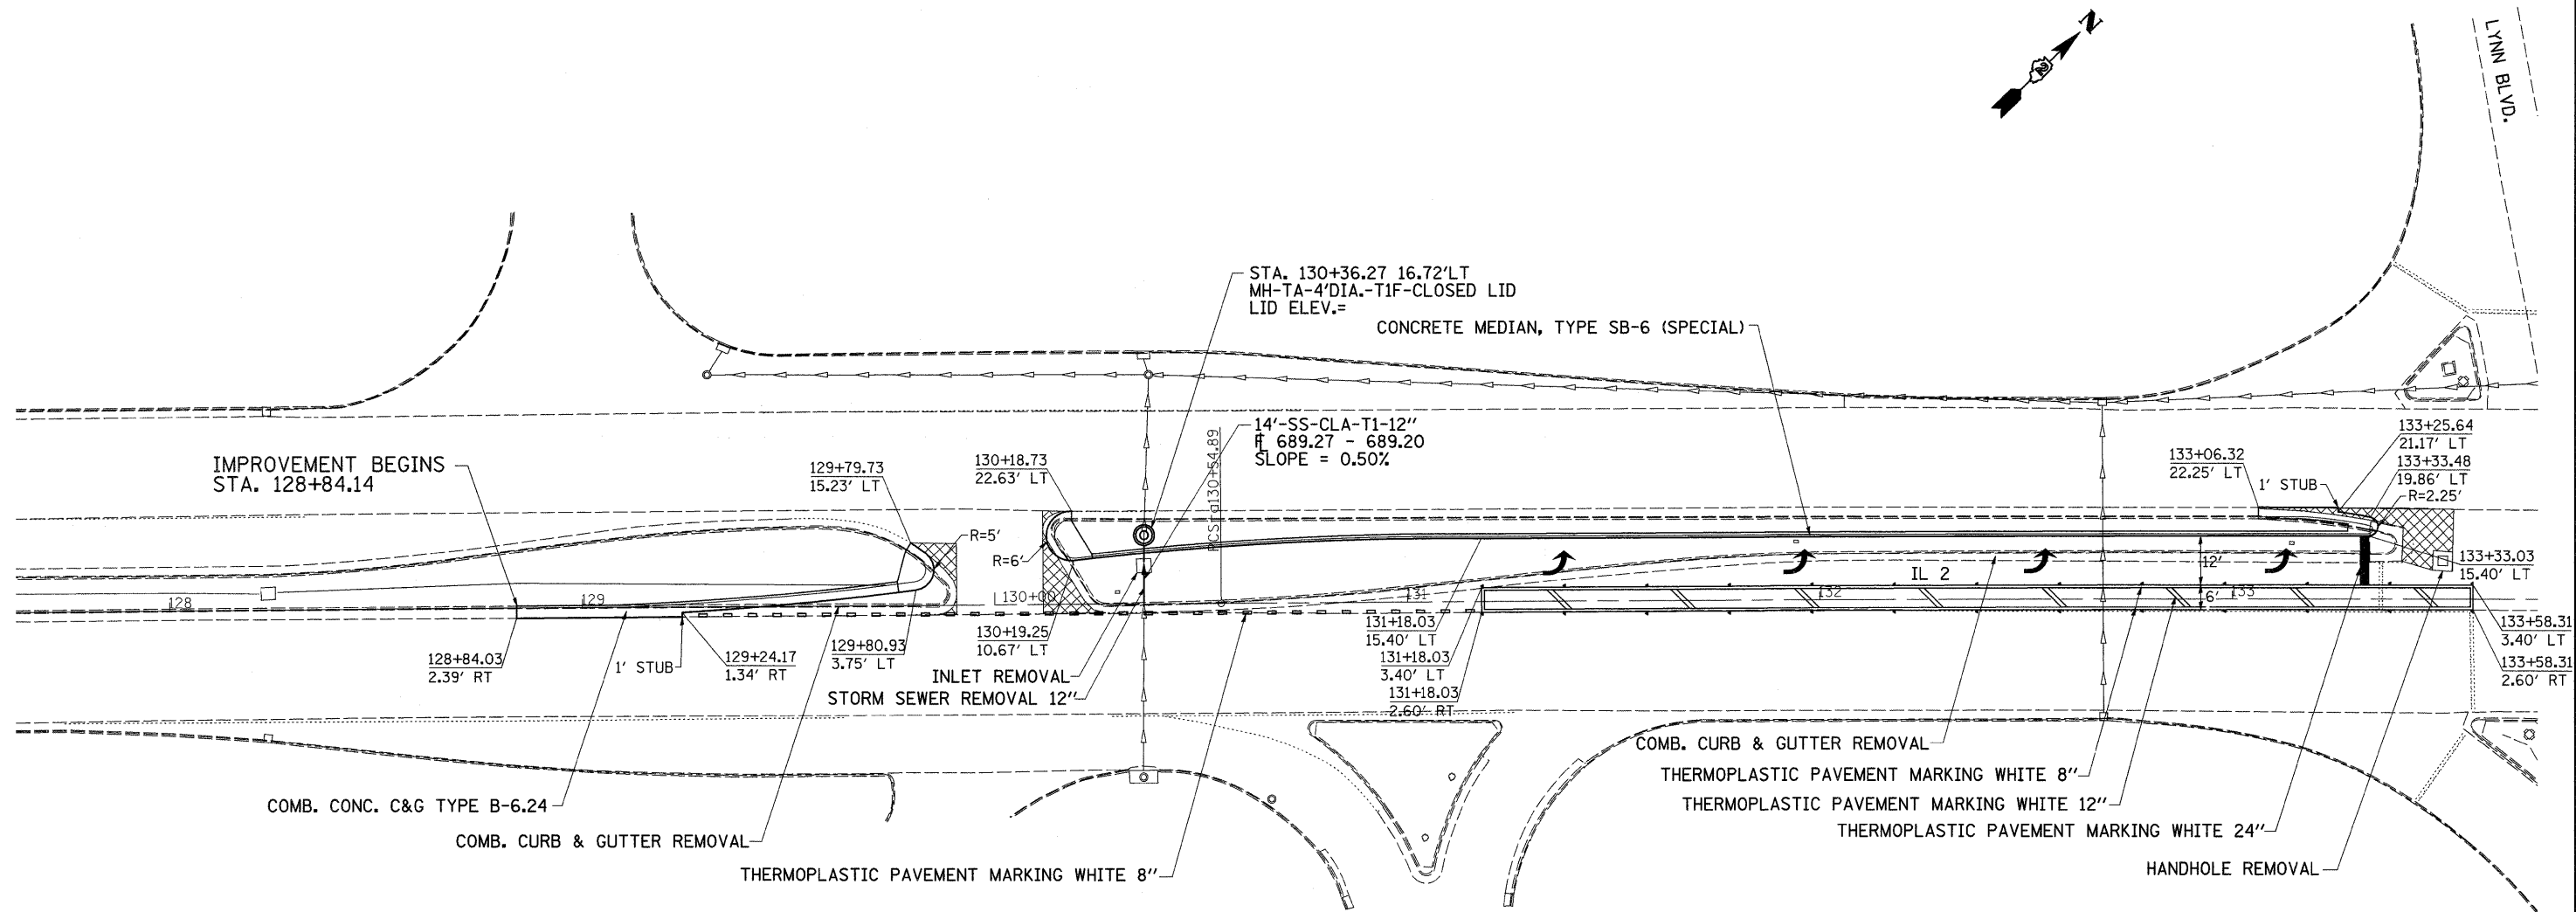 N
2
LYNN BLVD.
STA. 130+36.27 16.72'LT
MH-TA-4'DIA.-T1F-CLOSED LID
LID ELEV.=
CONCRETE MEDIAN, TYPE SB-6 (SPECIAL)
14'-SS-CLA-T1-12"
FL 689.27 - 689.20
SLOPE = 0.50%
IMPROVEMENT BEGINS
STA. 128+84.14
129+79.73
15.23' LT
130+18.73
22.63' LT
133+25.64
21.17' LT
133+06.32
22.25' LT
133+33.48
19.86' LT
1' STUB
R=2.25'
R=5'
R=6'
133+33.03
15.40' LT
12'
IL 2
6'
128
129
130+00
131
132
133
131+18.03
15.40' LT
131+18.03
3.40' LT
131+18.03
2.60' RT
133+58.31
3.40' LT
133+58.31
2.60' RT
128+84.03
2.39' RT
1' STUB
129+24.17
1.34' RT
129+80.93
3.75' LT
130+19.25
10.67' LT
INLET REMOVAL
STORM SEWER REMOVAL 12"
COMB. CURB & GUTTER REMOVAL
THERMOPLASTIC PAVEMENT MARKING WHITE 8"
THERMOPLASTIC PAVEMENT MARKING WHITE 12"
THERMOPLASTIC PAVEMENT MARKING WHITE 24"
HANDHOLE REMOVAL
COMB. CONC. C&G TYPE B-6.24
COMB. CURB & GUTTER REMOVAL
THERMOPLASTIC PAVEMENT MARKING WHITE 8"